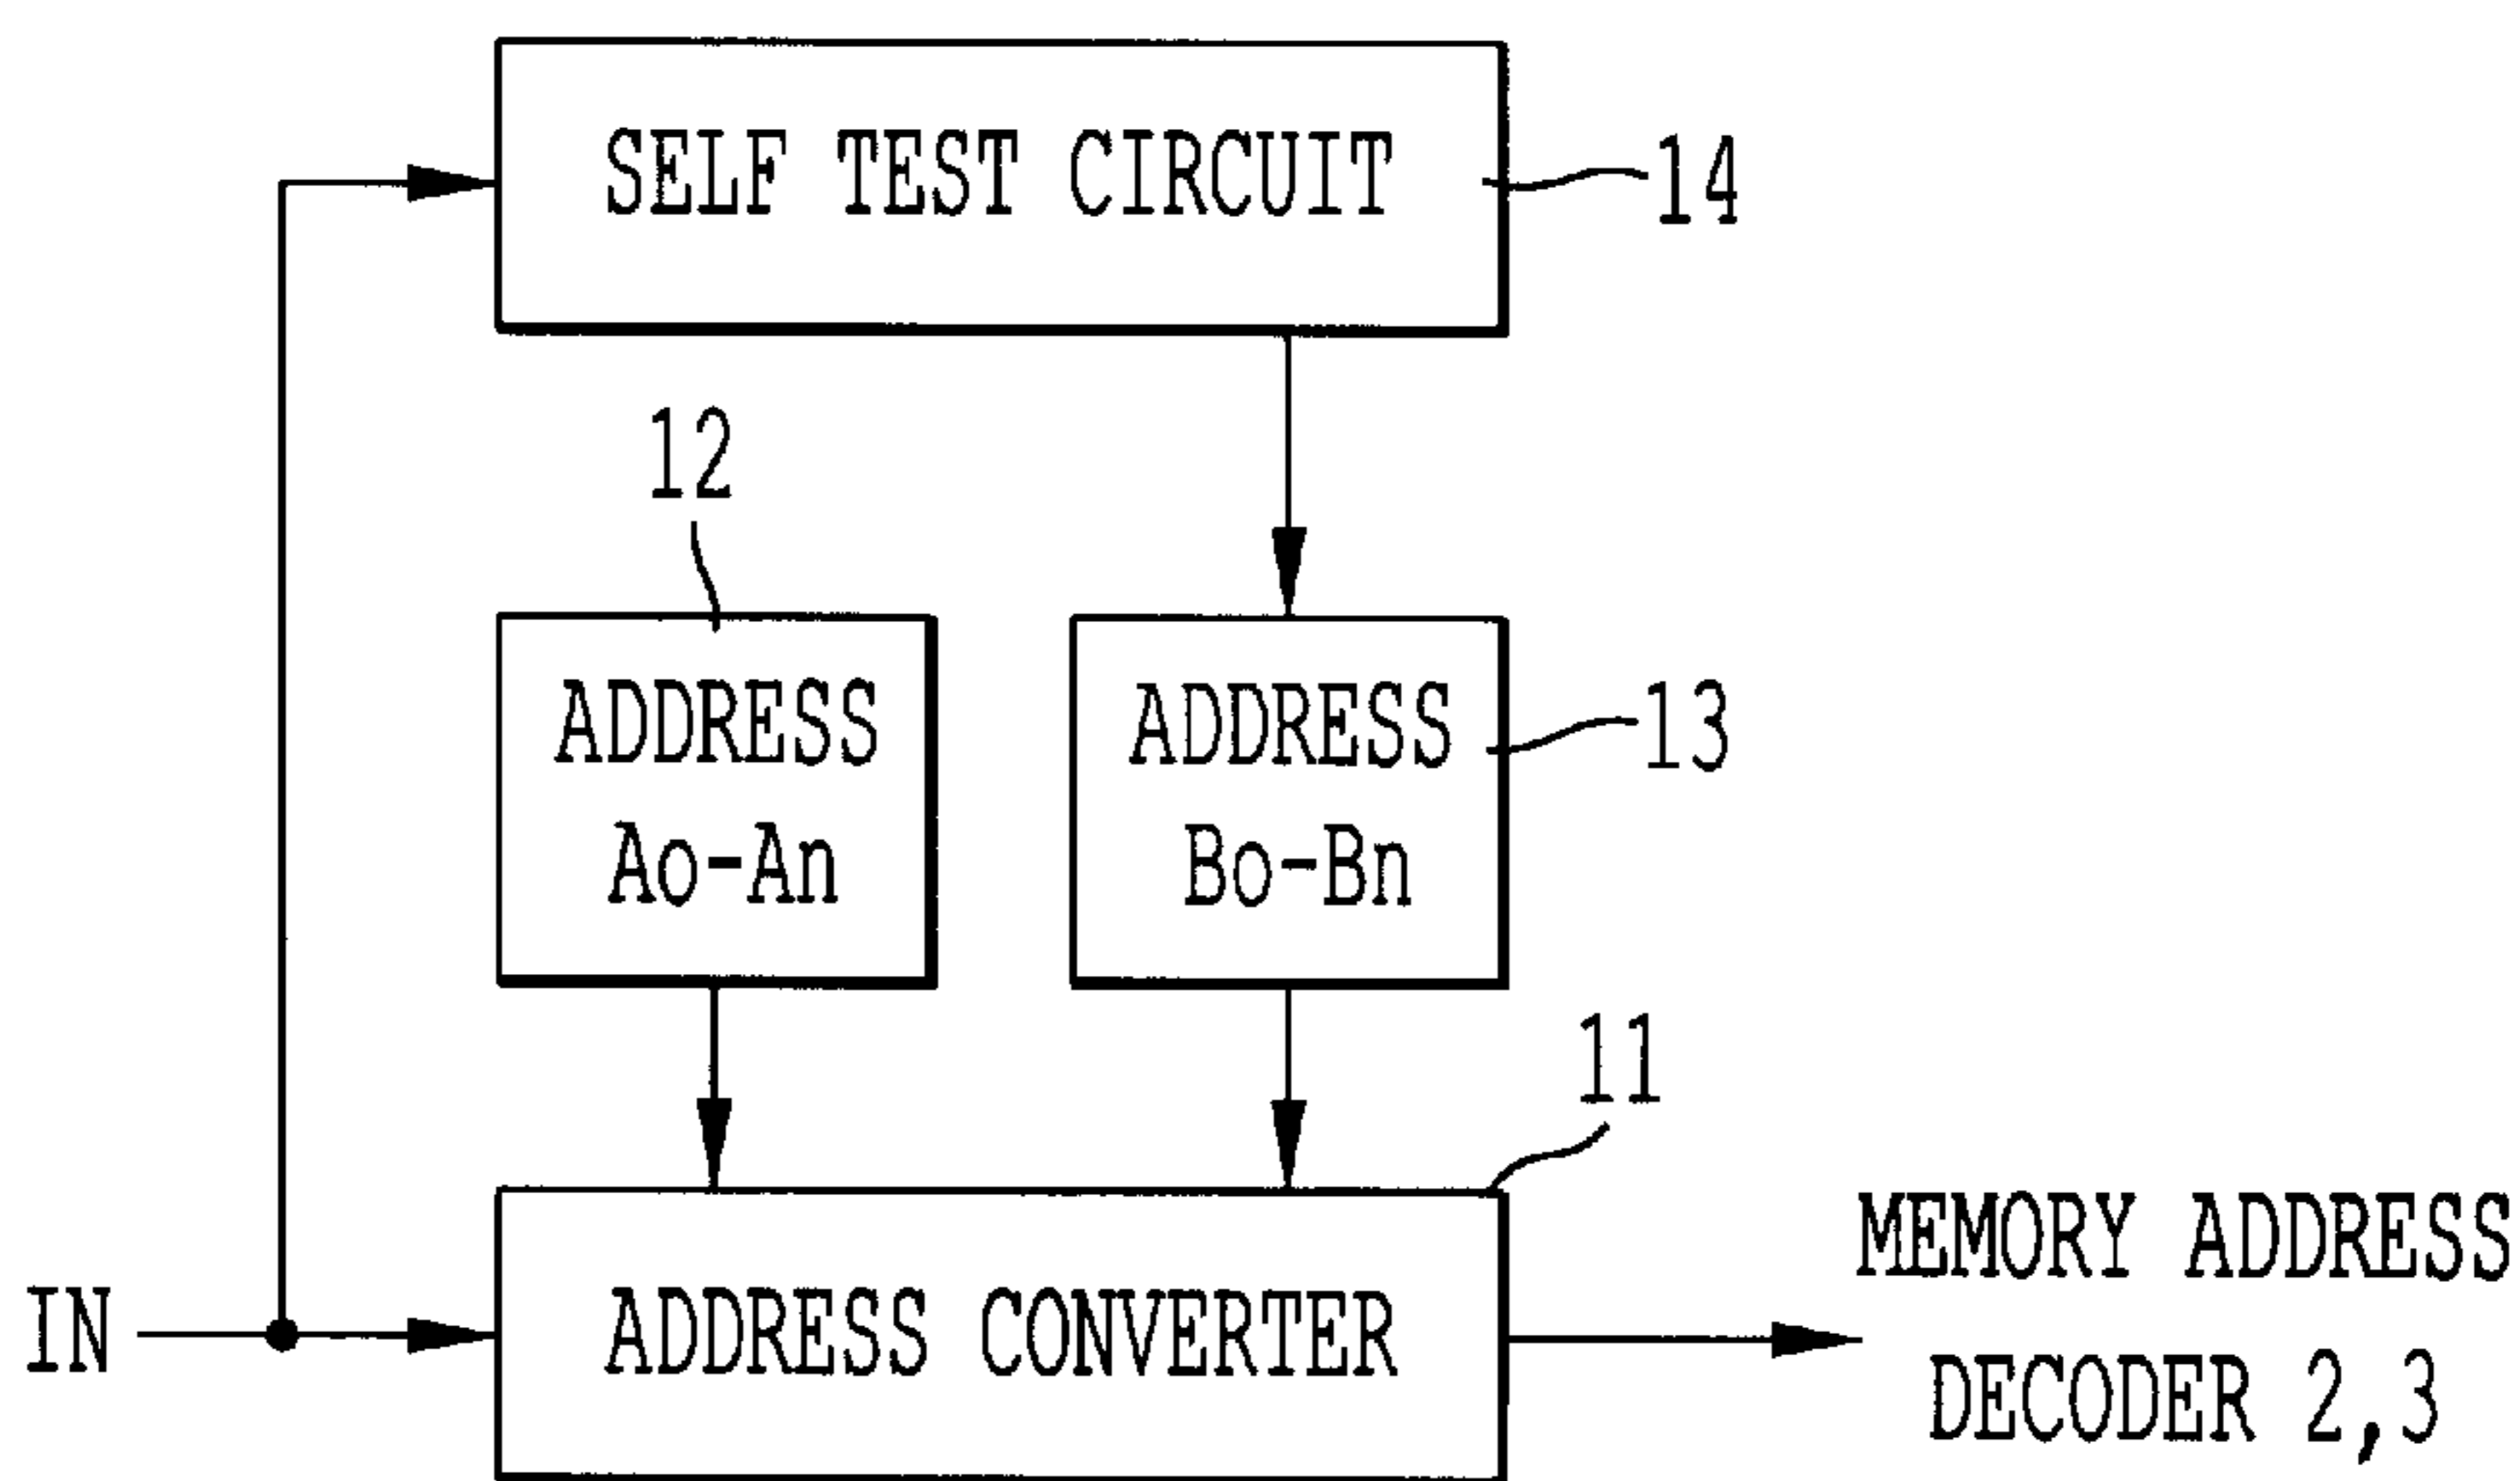 SELF TEST CIRCUIT
14
12
ADDRESS
Ao-An
ADDRESS
Bo-Bn
13
11
IN
ADDRESS CONVERTER
MEMORY ADDRESS
DECODER 2,3